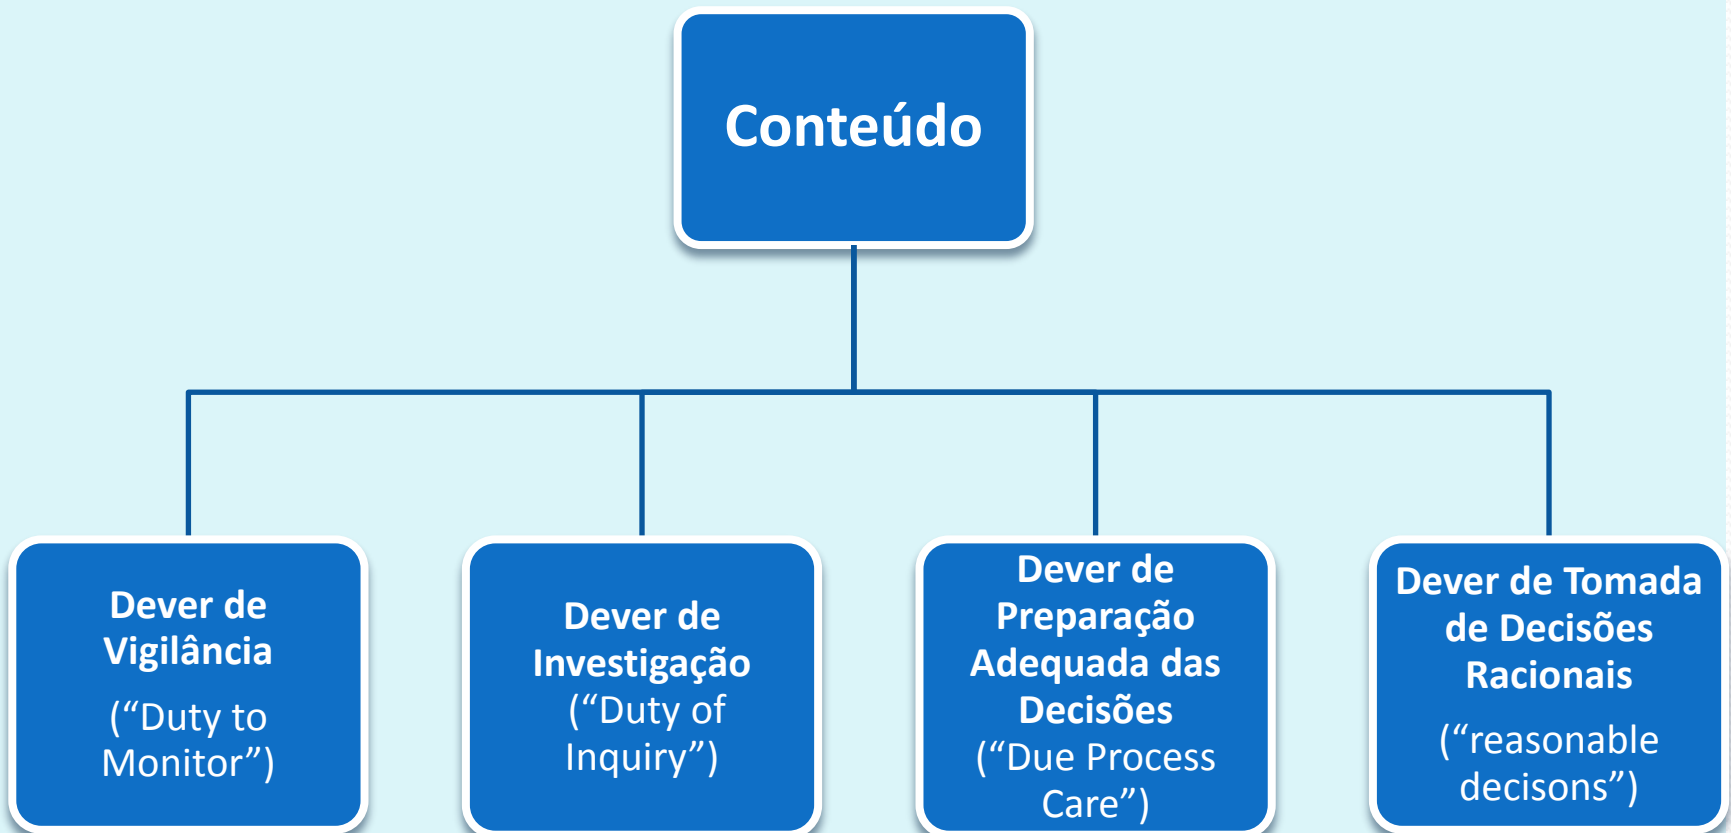 Conteúdo
Dever de
Vigilância
(“Duty to
Monitor”)
Dever de
Investigação
(“Duty of
Inquiry”)
Dever de
Preparação
Adequada das
Decisões
(“Due Process
Care”)
Dever de Tomada
de Decisões
Racionais
(“reasonable
decisons”)